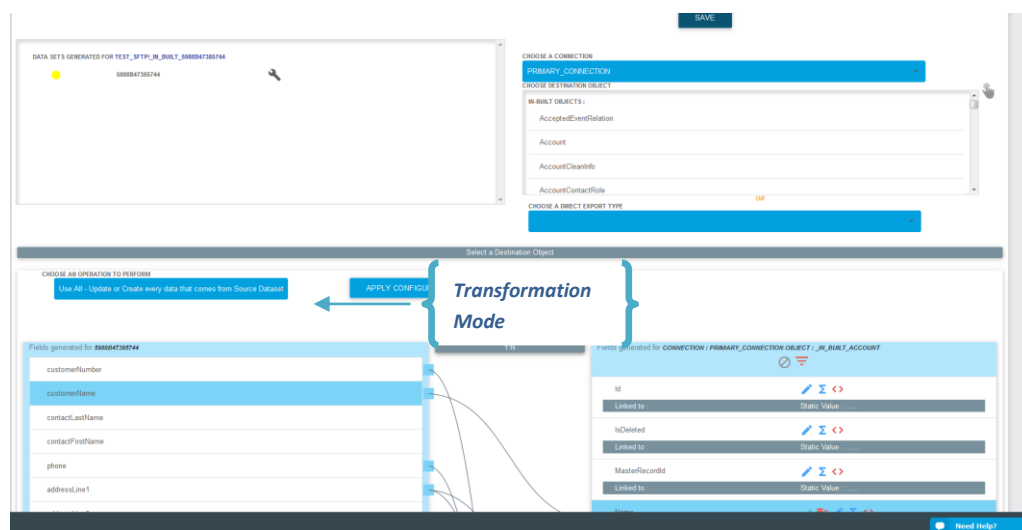 SAVE
DATA SETS GENERATED FOR TEST_SFTPI_IN_BUILT_5988B47385744
5988B47385744
CHOOSE A CONNECTION
PRIMARY_CONNECTION
CHOOSE DESTINATION OBJECT
IN-BUILT OBJECTS :
AcceptedEventRelation
Account
AccountCleanInfo
AccountContactRole
OR
CHOOSE A DIRECT EXPORT TYPE
Select a Destination Object
CHOOSE AN OPERATION TO PERFORM
Use All - Update or Create every data that comes from Source Dataset
APPLY CONFIGU
Transformation
Mode
Fields generated for 5988B47385744
customerNumber
customerName
contactLastName
contactFirstName
phone
addressLine1
Fields generated for CONNECTION : PRIMARY_CONNECTION OBJECT : _IN_BUILT_ACCOUNT
Id
Linked to : Static Value : ......
IsDeleted
Linked to : Static Value : ......
MasterRecordId
Linked to : Static Value : ......
Name
Need Help?